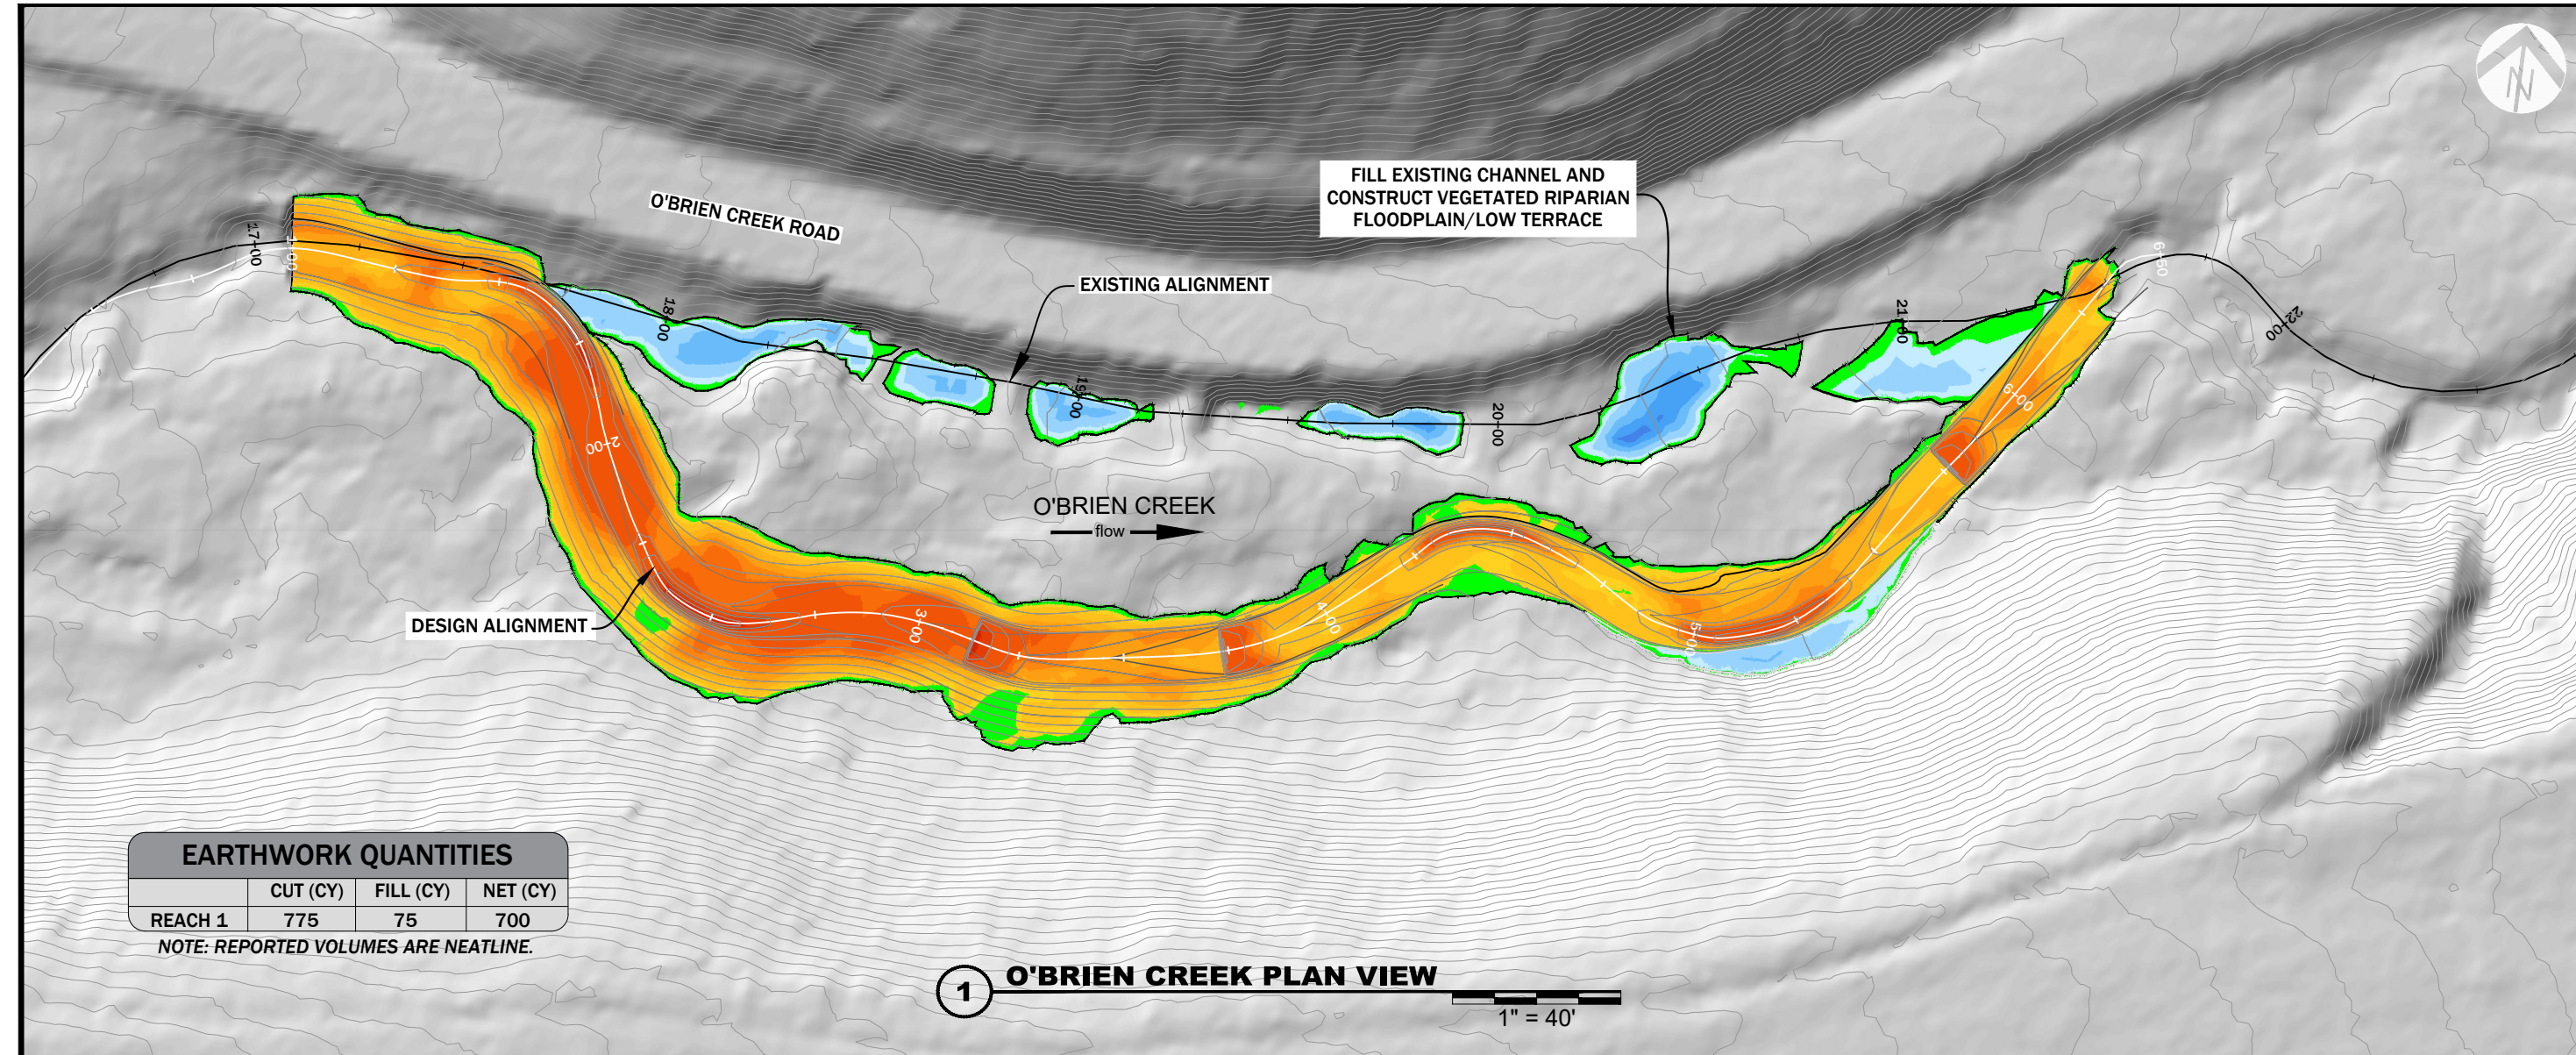 N
FILL EXISTING CHANNEL AND
CONSTRUCT VEGETATED RIPARIAN
FLOODPLAIN/LOW TERRACE
O'BRIEN CREEK ROAD
EXISTING ALIGNMENT
17+00
1+00
18+00
19+00
20+00
21+00
22+00
6+50
6+00
2+00
O'BRIEN CREEK
flow
DESIGN ALIGNMENT
3+00
4+00
5+00
EARTHWORK QUANTITIES
CUT (CY) FILL (CY) NET (CY)
REACH 1 775 75 700
NOTE: REPORTED VOLUMES ARE NEATLINE.
1 O'BRIEN CREEK PLAN VIEW
1" = 40'